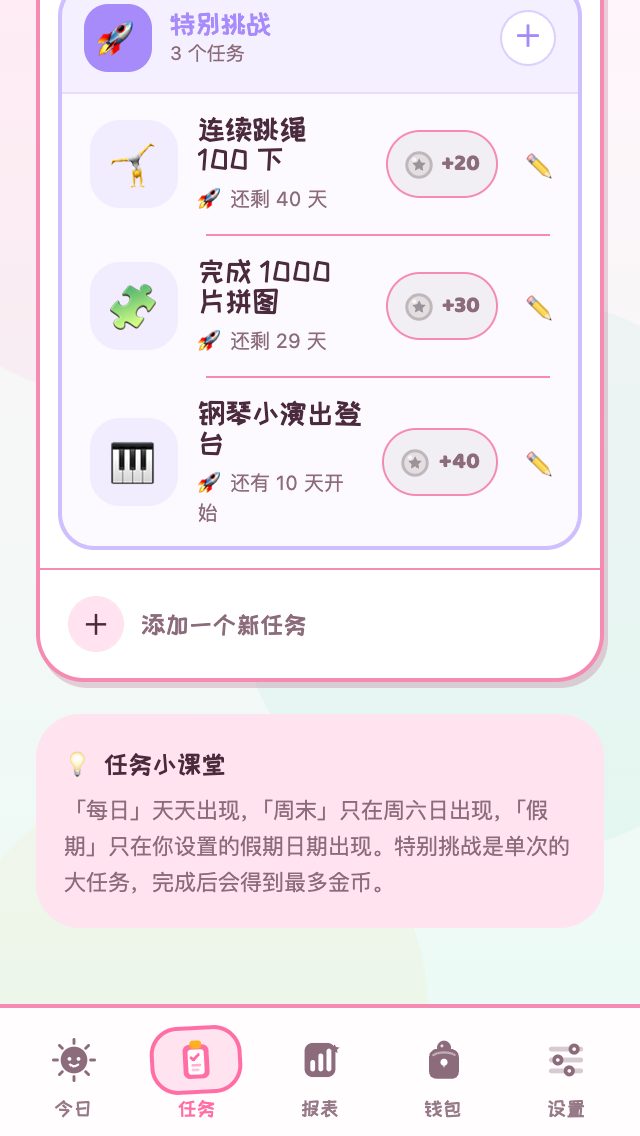 特别挑战
3 个任务
连续跳绳
100 下
+20
还剩 40 天
完成 1000
片拼图
+30
还剩 29 天
钢琴小演出登
台
+40
还有 10 天开
始
添加一个新任务
任务小课堂
「每日」天天出现，「周末」只在周六日出现，「假
期」只在你设置的假期日期出现。特别挑战是单次的
大任务，完成后会得到最多金币。
今日
任务
报表
钱包
设置